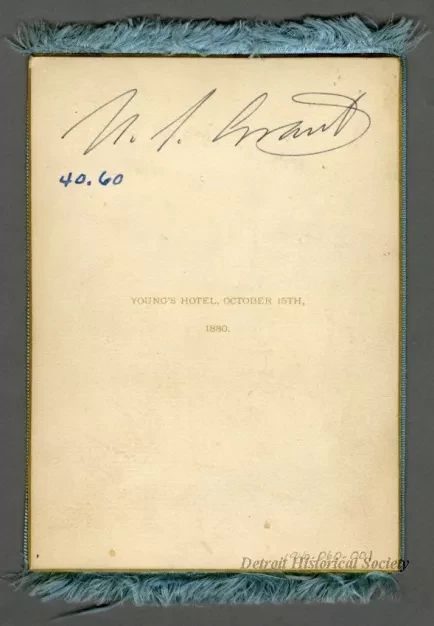 U. S. Grant
40.60
YOUNG'S HOTEL, OCTOBER 15TH,
1880.
Detroit Historical Society